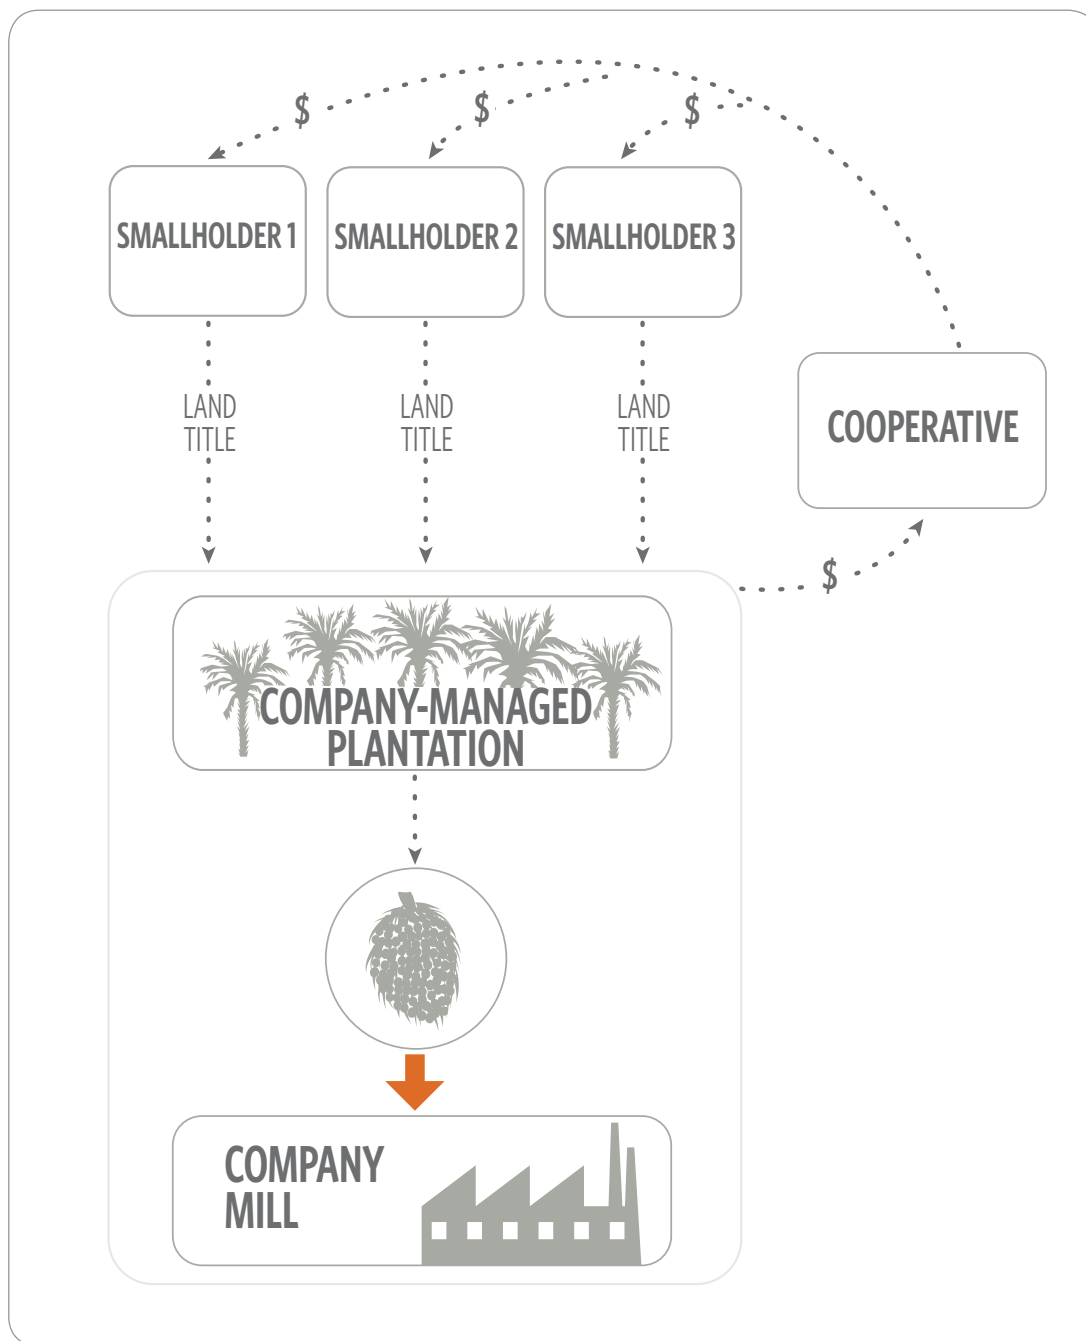 $ $ $
SMALLHOLDER 1 SMALLHOLDER 2 SMALLHOLDER 3
LAND
TITLE
LAND
TITLE
LAND
TITLE
COOPERATIVE
$
COMPANY-MANAGED
PLANTATION
COMPANY
MILL